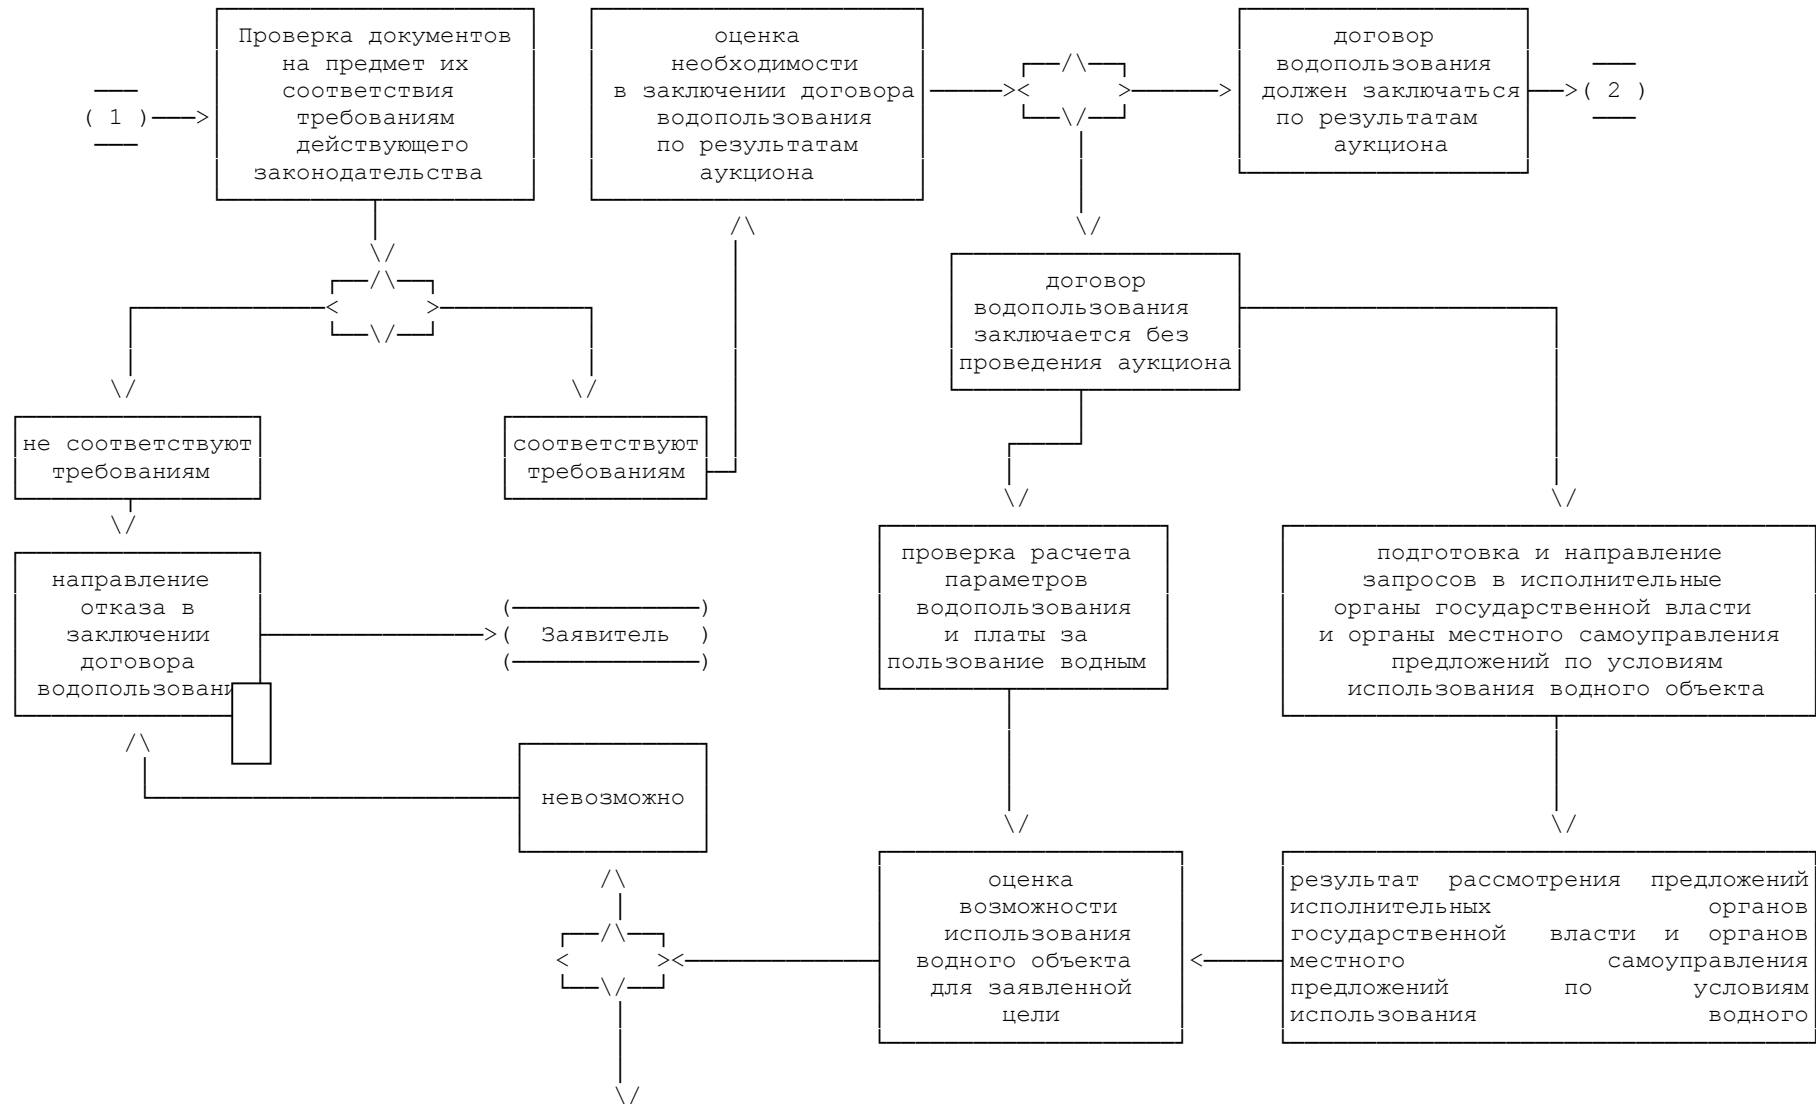 Проверка документов
на предмет их
соответствия
требованиям
действующего
законодательства
( 1 )
оценка
необходимости
в заключении договора
водопользования
по результатам
аукциона
договор
водопользования
должен заключаться
по результатам
аукциона
( 2 )
договор
водопользования
заключается без
проведения аукциона
не соответствуют
требованиям
соответствуют
требованиям
направление
отказа в
заключении
договора
водопользовани
( Заявитель )
проверка расчета
параметров
водопользования
и платы за
пользование водным
подготовка и направление
запросов в исполнительные
органы государственной власти
и органы местного самоуправления
предложений по условиям
использования водного объекта
невозможно
оценка
возможности
использования
водного объекта
для заявленной
цели
результат рассмотрения предложений
исполнительных органов
государственной власти и органов
местного самоуправления
предложений по условиям
использования водного